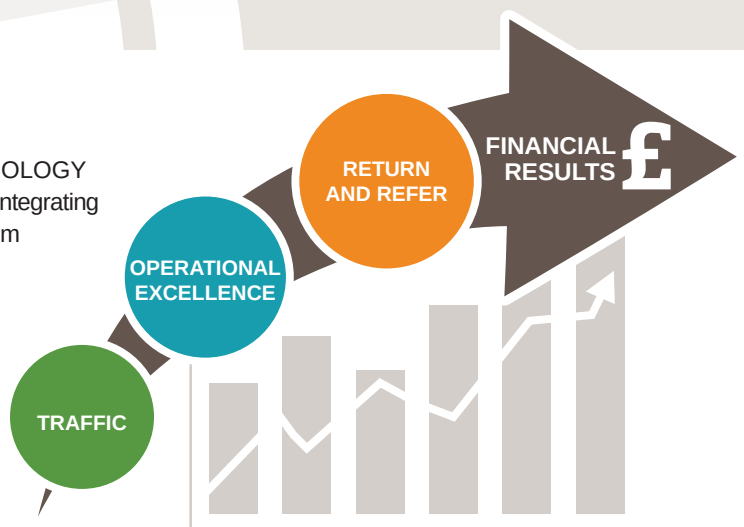 OLOGY
ntegrating
m
RETURN
AND REFER
FINANCIAL
RESULTS £
OPERATIONAL
EXCELLENCE
TRAFFIC